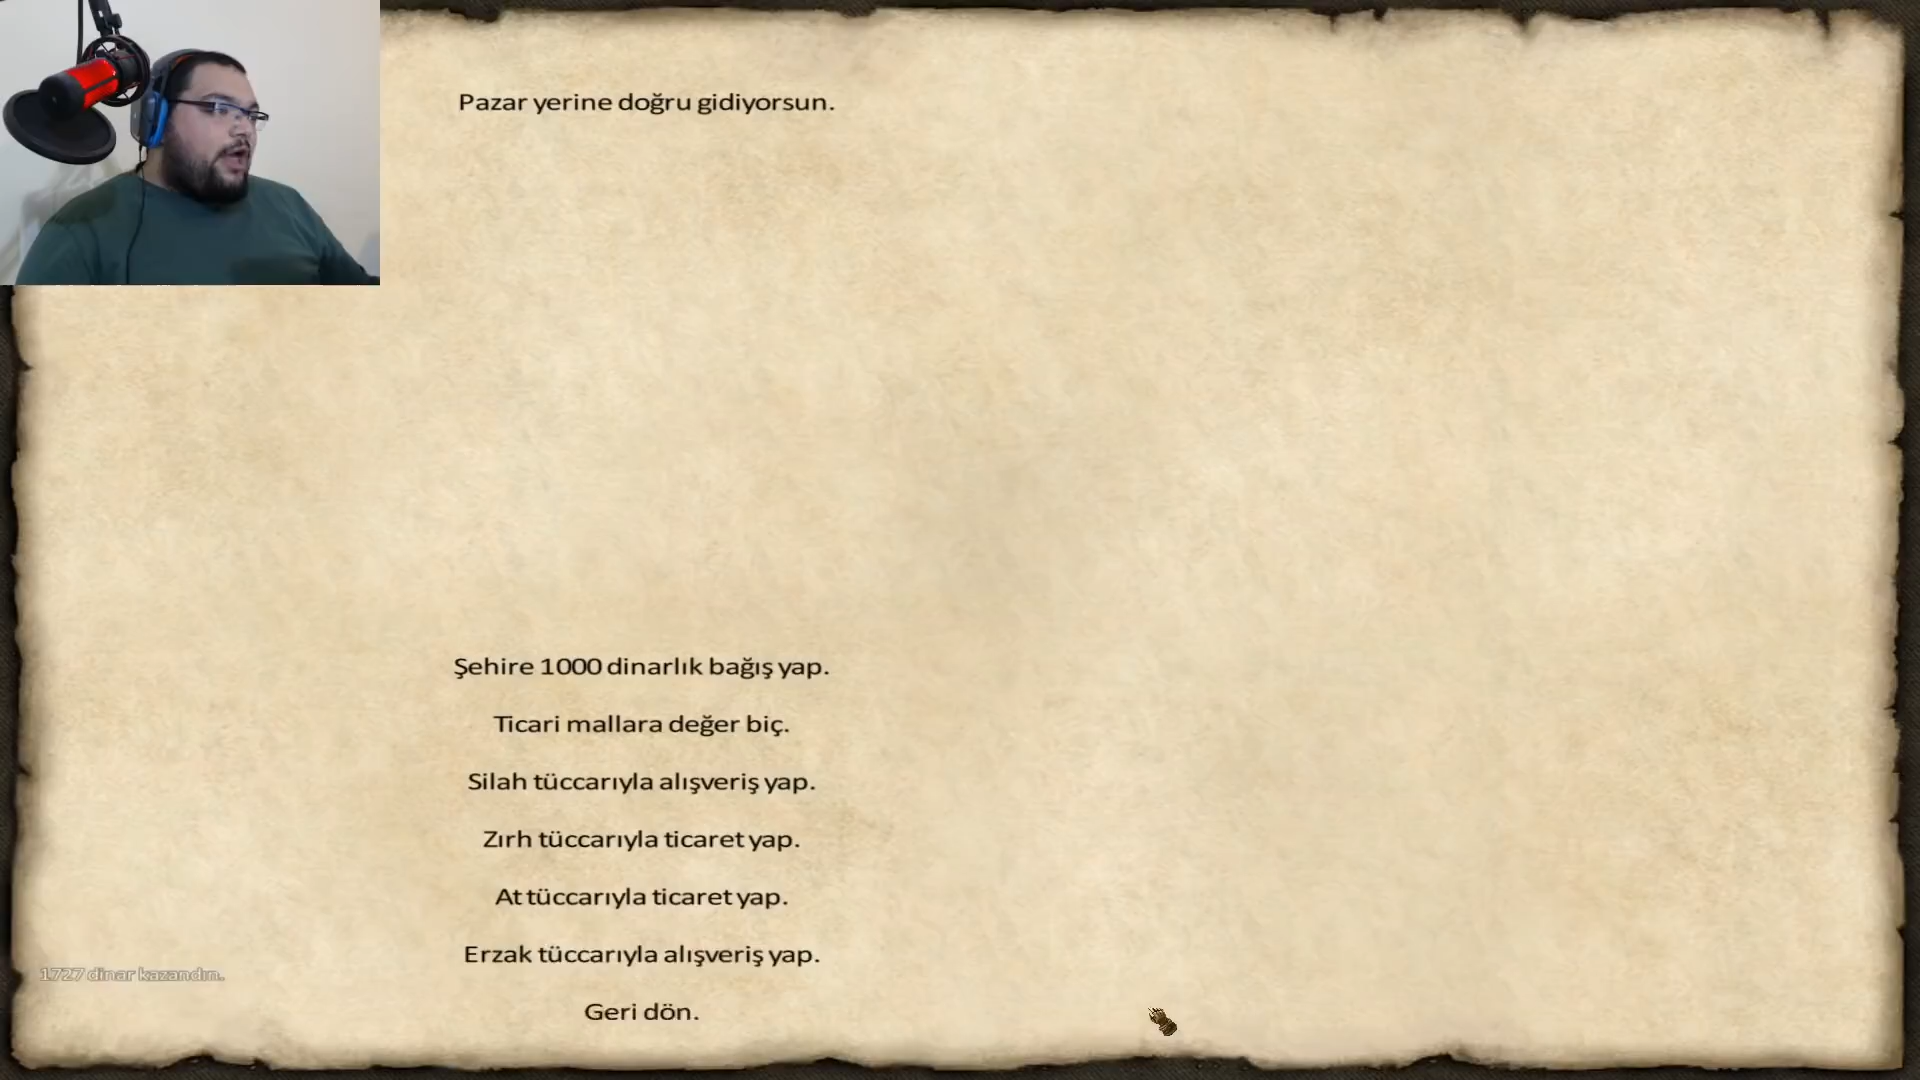 Pazar yerine doğru gidiyorsun.
Şehire 1000 dinarlık bağış yap.
Ticari mallara değer biç.
Silah tüccarıyla alışveriş yap.
Zırh tüccarıyla ticaret yap.
At tüccarıyla ticaret yap.
Erzak tüccarıyla alışveriş yap.
1727 dinar kazandın.
Geri dön.